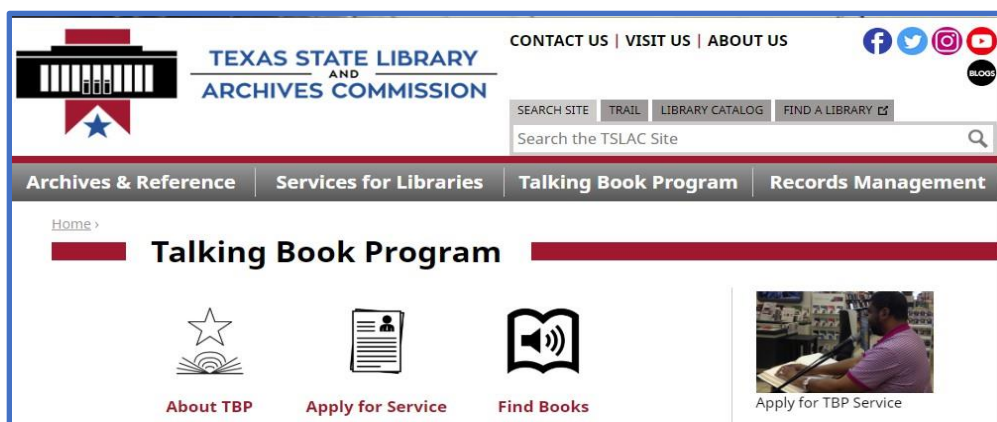 TEXAS STATE LIBRARY
AND
ARCHIVES COMMISSION
CONTACT US | VISIT US | ABOUT US
BLOGS
SEARCH SITE TRAIL LIBRARY CATALOG FIND A LIBRARY
Search the TSLAC Site
Archives & Reference Services for Libraries Talking Book Program Records Management
Home ›
Talking Book Program
About TBP Apply for Service Find Books
Apply for TBP Service